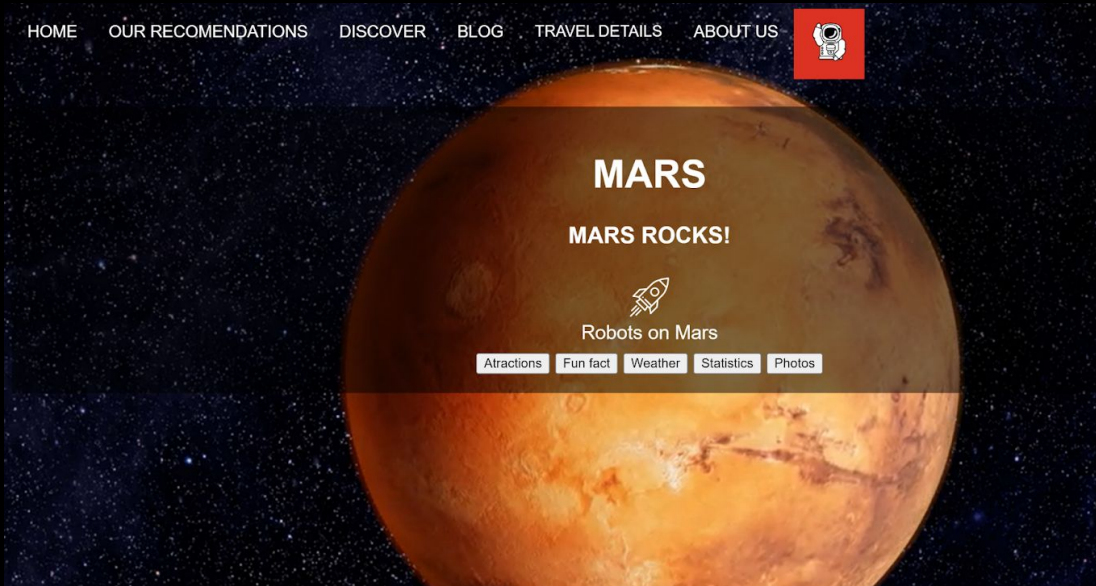 HOME OUR RECOMENDATIONS DISCOVER BLOG TRAVEL DETAILS ABOUT US
MARS
MARS ROCKS!
Robots on Mars
Atractions Fun fact Weather Statistics Photos